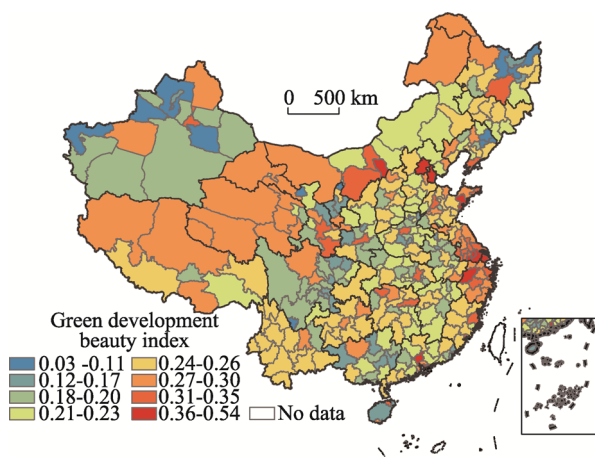 0 500 km
Green development
beauty index
0.03 -0.11 0.24-0.26
0.12-0.17 0.27-0.30
0.18-0.20 0.31-0.35
0.21-0.23 0.36-0.54 No data